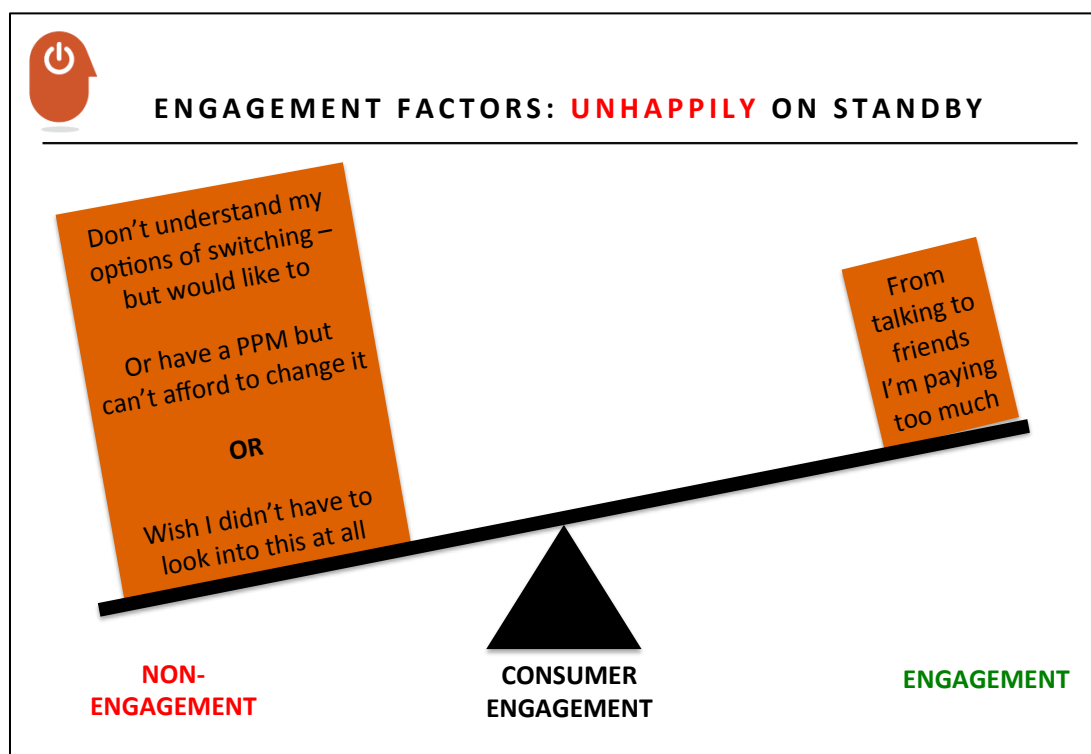 ENGAGEMENT FACTORS: UNHAPPILY ON STANDBY
Don’t understand my
options of switching –
but would like to
Or have a PPM but
can’t afford to change it
OR
Wish I didn’t have to
look into this at all
From
talking to
friends
I’m paying
too much
NON-
ENGAGEMENT
CONSUMER
ENGAGEMENT
ENGAGEMENT